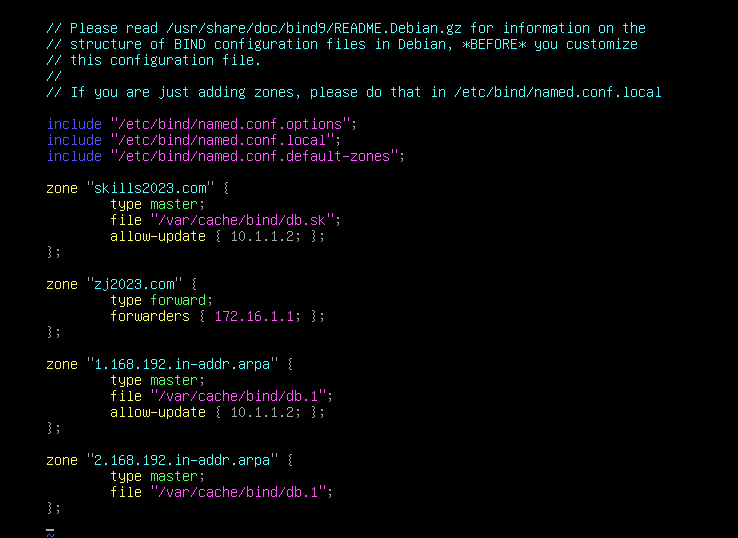 // Please read /usr/share/doc/bind9/README.Debian.gz for information on the
// structure of BIND configuration files in Debian, *BEFORE* you customize
// this configuration file.
//
// If you are just adding zones, please do that in /etc/bind/named.conf.local
include "/etc/bind/named.conf.options";
include "/etc/bind/named.conf.local";
include "/etc/bind/named.conf.default-zones";
zone "skills2023.com" {
type master;
file "/var/cache/bind/db.sk";
allow-update { 10.1.1.2; };
};
zone "zj2023.com" {
type forward;
forwarders { 172.16.1.1; };
};
zone "1.168.192.in-addr.arpa" {
type master;
file "/var/cache/bind/db.1";
allow-update { 10.1.1.2; };
};
zone "2.168.192.in-addr.arpa" {
type master;
file "/var/cache/bind/db.1";
};
~